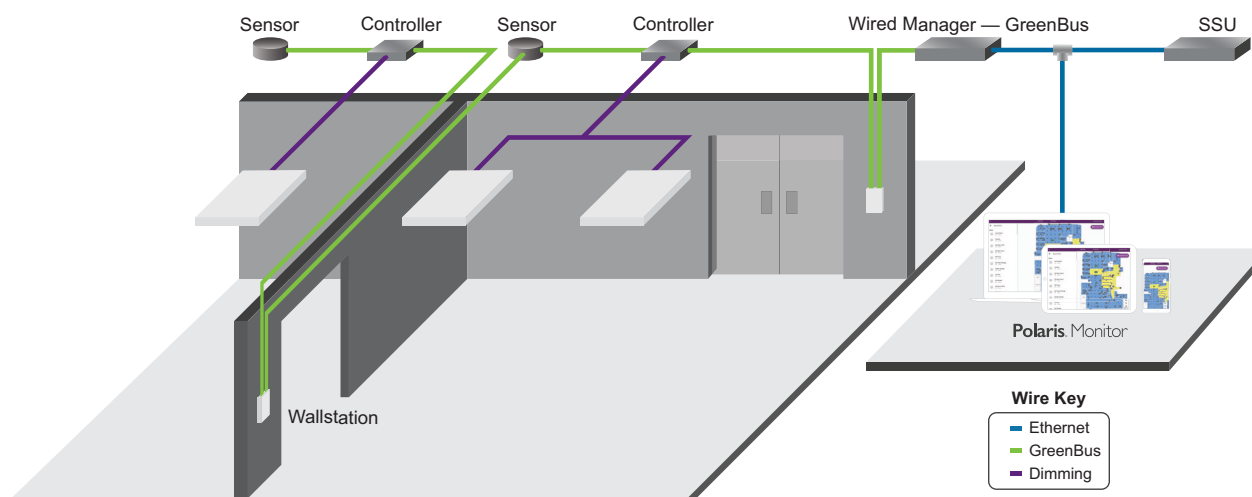 Sensor
Controller
Sensor
Controller
Wired Manager — GreenBus
SSU
Wallstation
Polaris. Monitor
Wire Key
Ethernet
GreenBus
Dimming